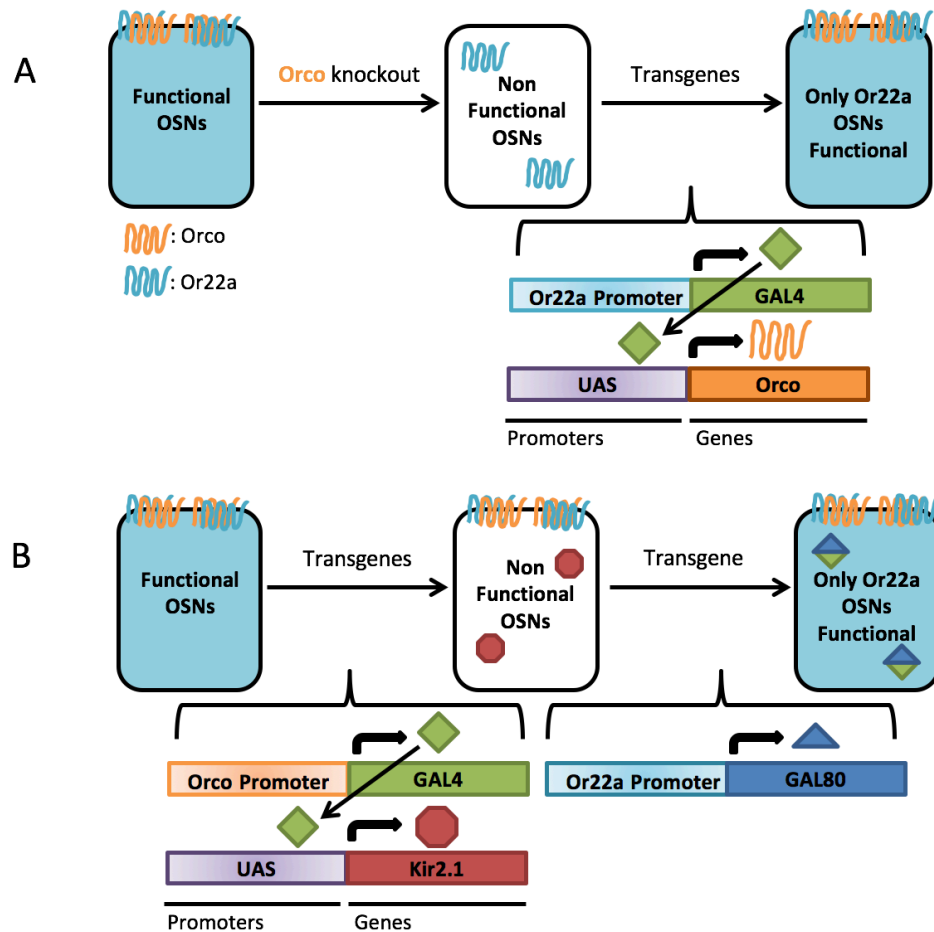 A
Functional
OSNs
Orco knockout
Non
Functional
OSNs
Transgenes
Only Or22a
OSNs
Functional
: Orco
: Or22a
Or22a Promoter
GAL4
UAS
Orco
Promoters
Genes
B
Functional
OSNs
Transgenes
Non
Functional
OSNs
Transgene
Only Or22a
OSNs
Functional
Orco Promoter
GAL4
Or22a Promoter
GAL80
UAS
Kir2.1
Promoters
Genes